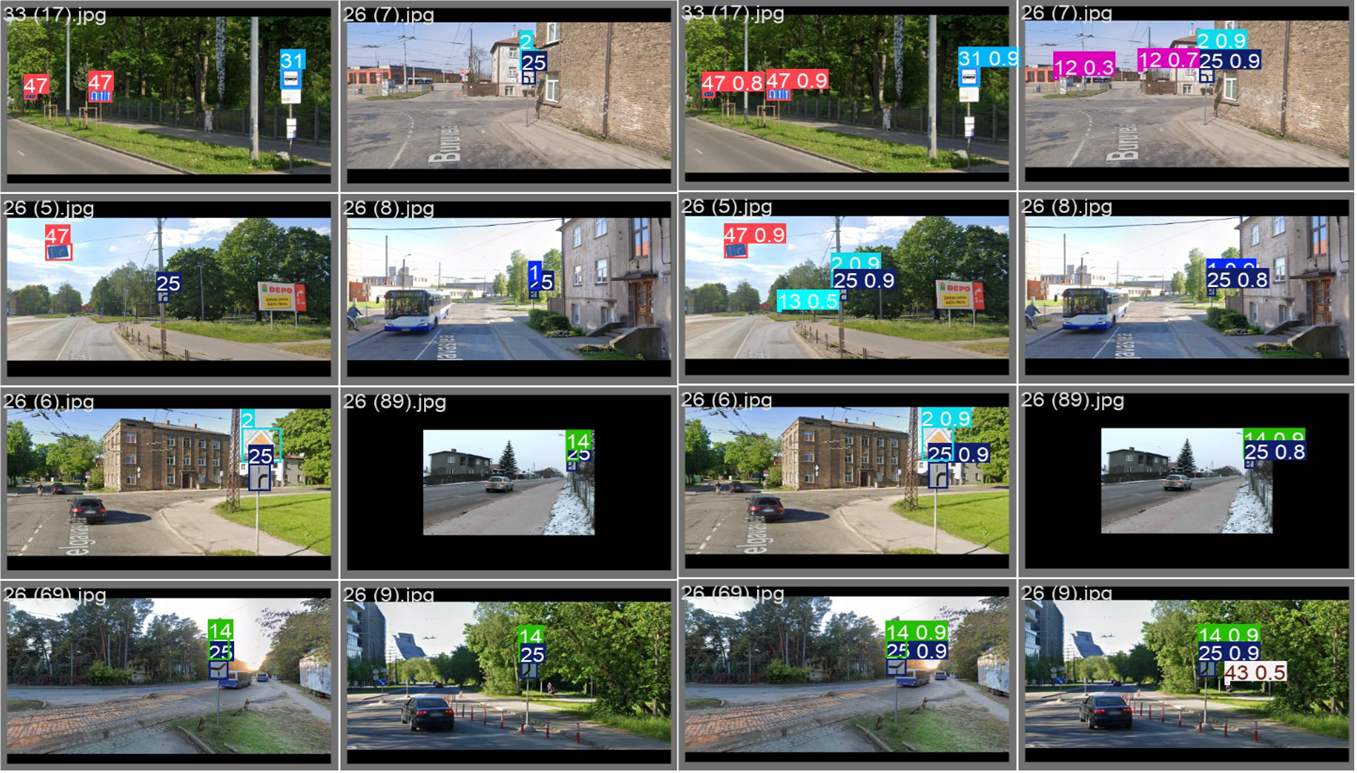 33 (17).jpg
47
47
31
26 (7).jpg
2
25
33 (17).jpg
47 0.8
47 0.9
31 0.9
26 (7).jpg
12 0.3
12 0.7
2 0.9
25 0.9
26 (5).jpg
47
25
DEPO
26 (8).jpg
1
5
26 (5).jpg
47 0.9
2 0.9
25 0.9
13 0.5
DEPO
26 (8).jpg
25 0.8
26 (6).jpg
2
25
26 (89).jpg
14
25
26 (6).jpg
2 0.9
25 0.9
26 (89).jpg
14 0.9
25 0.8
26 (69).jpg
14
25
26 (9).jpg
14
25
26 (69).jpg
14 0.9
25 0.9
26 (9).jpg
14 0.9
25 0.9
43 0.5